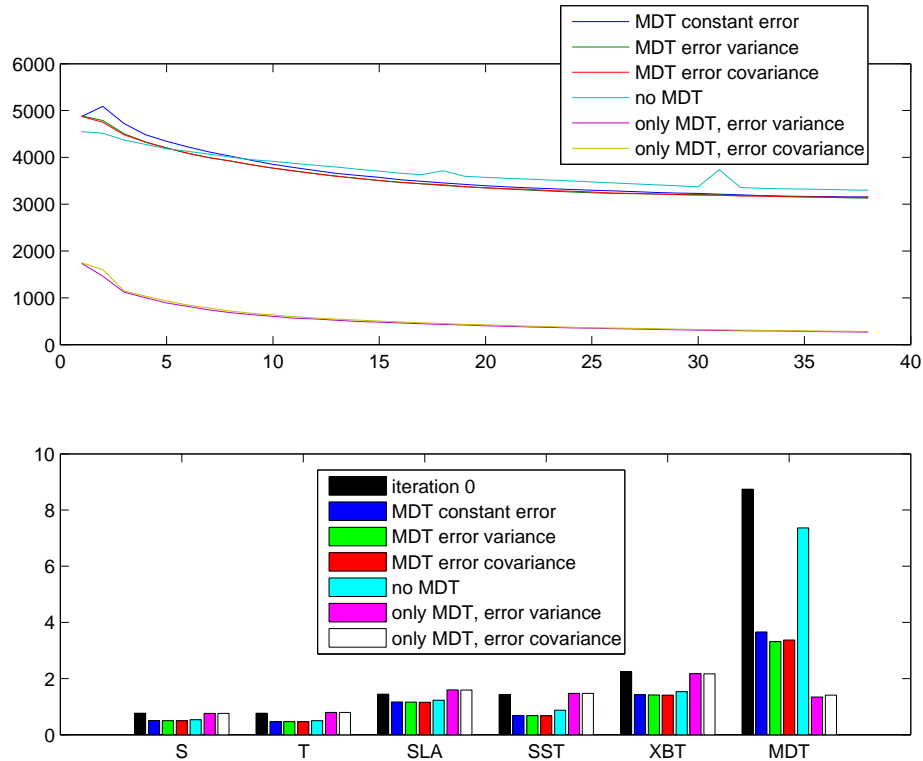 MDT constant error
MDT error variance
MDT error covariance
no MDT
only MDT, error variance
only MDT, error covariance
6000
5000
4000
3000
2000
1000
0
0 5 10 15 20 25 30 35 40
10
8
6
4
2
0
iteration 0
MDT constant error
MDT error variance
MDT error covariance
no MDT
only MDT, error variance
only MDT, error covariance
S T SLA SST XBT MDT